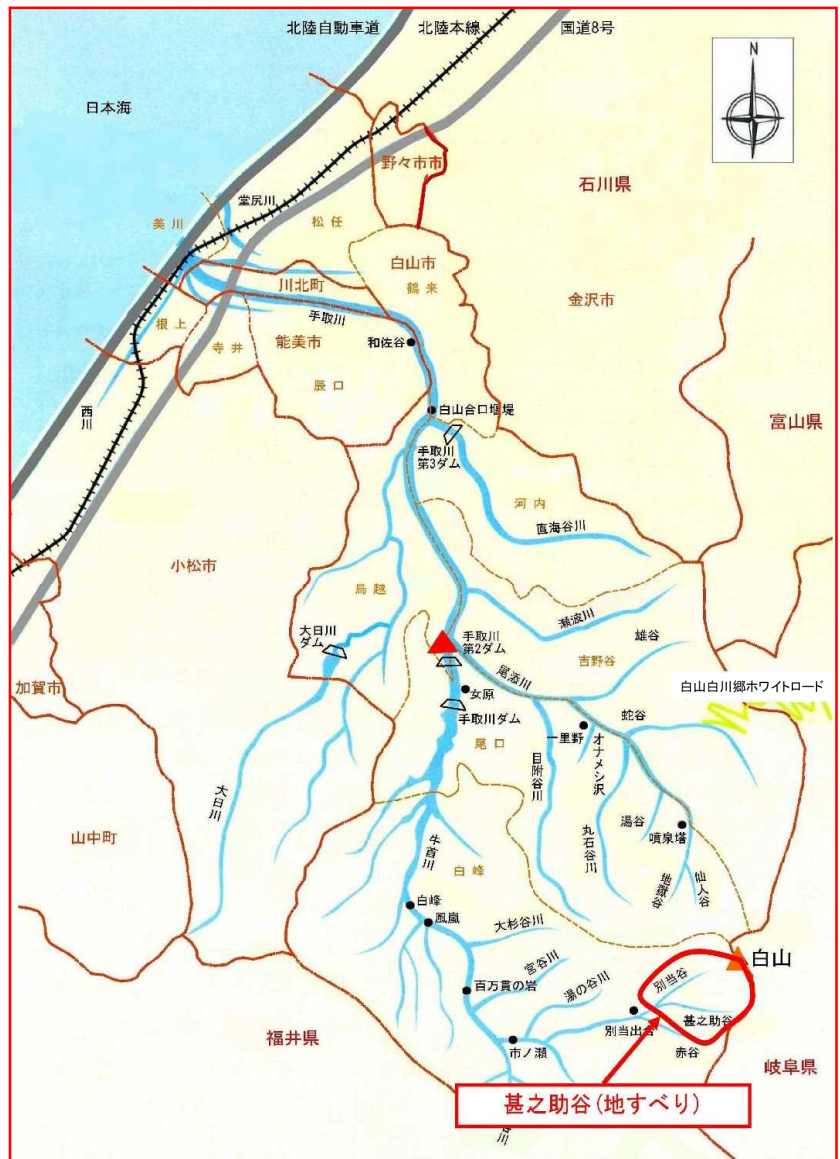 北陸自動車道
北陸本線
国道8号
N
日本海
野々市市
石川県
堂尻川
美川
松任
白山市
川北町
鶴来
金沢市
手取川
根上
能美市
和佐谷
寺井
辰口
西川
白山合口堰堤
富山県
手取川
第3ダム
河内
直海谷川
小松市
鳥越
瀬波川
大日川
ダム
手取川
第2ダム
雄谷
吉野谷
尾添川
加賀市
女原
白山白川郷ホワイトロード
手取川ダム
蛇谷
一里野
オナメシ沢
尾口
目附谷川
大日川
丸石谷川
湯谷
噴泉塔
山中町
牛首川
地獄谷
仙人谷
白峰
白峰
風嵐
大杉谷川
白山
宮谷川
別当谷
百万貫の岩
湯の谷川
甚之助谷
福井県
別当出合
市ノ瀬
赤谷
岐阜県
甚之助谷(地すべり)